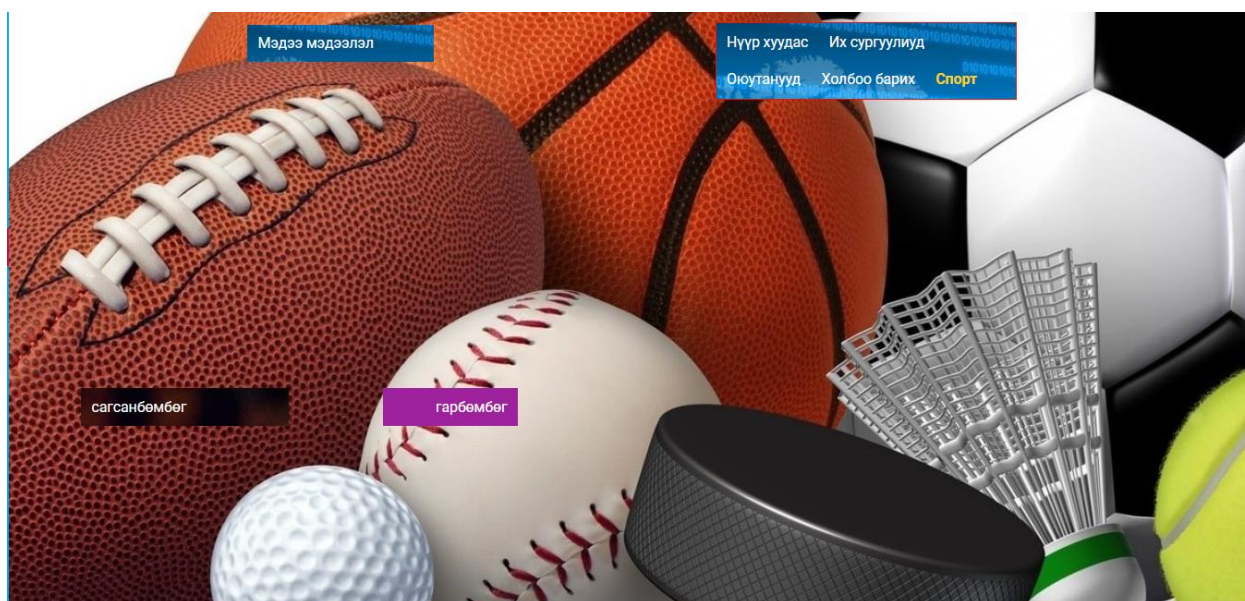 Мэдээ мэдээлэл
Нүүр хуудас Их сургуулиуд
Оюутанууд Холбоо барих Спорт
сагсанбөмбөг гарбөмбөг